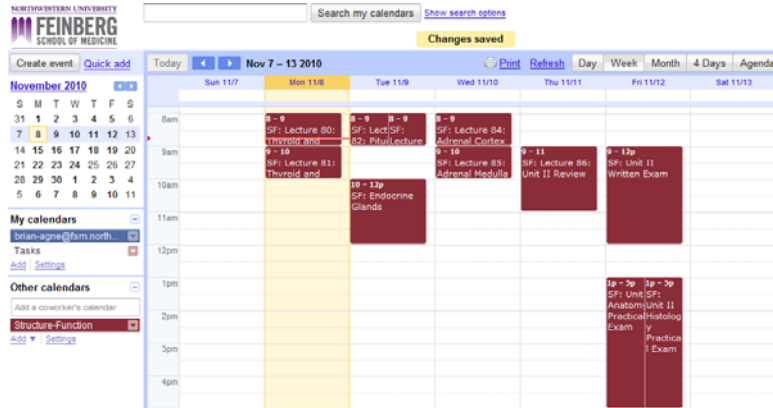 NORTHWESTERN UNIVERSITY
FEINBERG
SCHOOL OF MEDICINE
Search my calendars
Show search options
Changes saved
Create event
Quick add
Today
Nov 7 – 13 2010
Print
Refresh
Day
Week
Month
4 Days
Agenda
November 2010
S M T W T F S
31 1 2 3 4 5 6
7 8 9 10 11 12 13
14 15 16 17 18 19 20
21 22 23 24 25 26 27
28 29 30 1 2 3 4
5 6 7 8 9 10 11
My calendars
brian-agne@fsm.north...
Tasks
Add
Settings
Other calendars
Add a coworker's calendar
Structure-Function
Add
Settings
Sun 11/7
Mon 11/8
Tue 11/9
Wed 11/10
Thu 11/11
Fri 11/12
Sat 11/13
8am
9am
10am
11am
12pm
1pm
2pm
3pm
4pm
8 – 9
SF: Lecture 80:
Thyroid and
9 – 10
SF: Lecture 81:
Thyroid and
8 – 9
SF: Lect
82: Pitui
8 – 9
SF:
Lecture
10 – 12p
SF: Endocrine
Glands
8 – 9
SF: Lecture 84:
Adrenal Cortex
9 – 10
SF: Lecture 85:
Adrenal Medulla
9 – 11
SF: Lecture 86:
Unit II Review
9 – 12p
SF: Unit II
Written Exam
1p – 5p
SF: Unit
Anatom
Practical
Exam
1p – 5p
SF:
Unit II
Histolog
y
Practica
l Exam